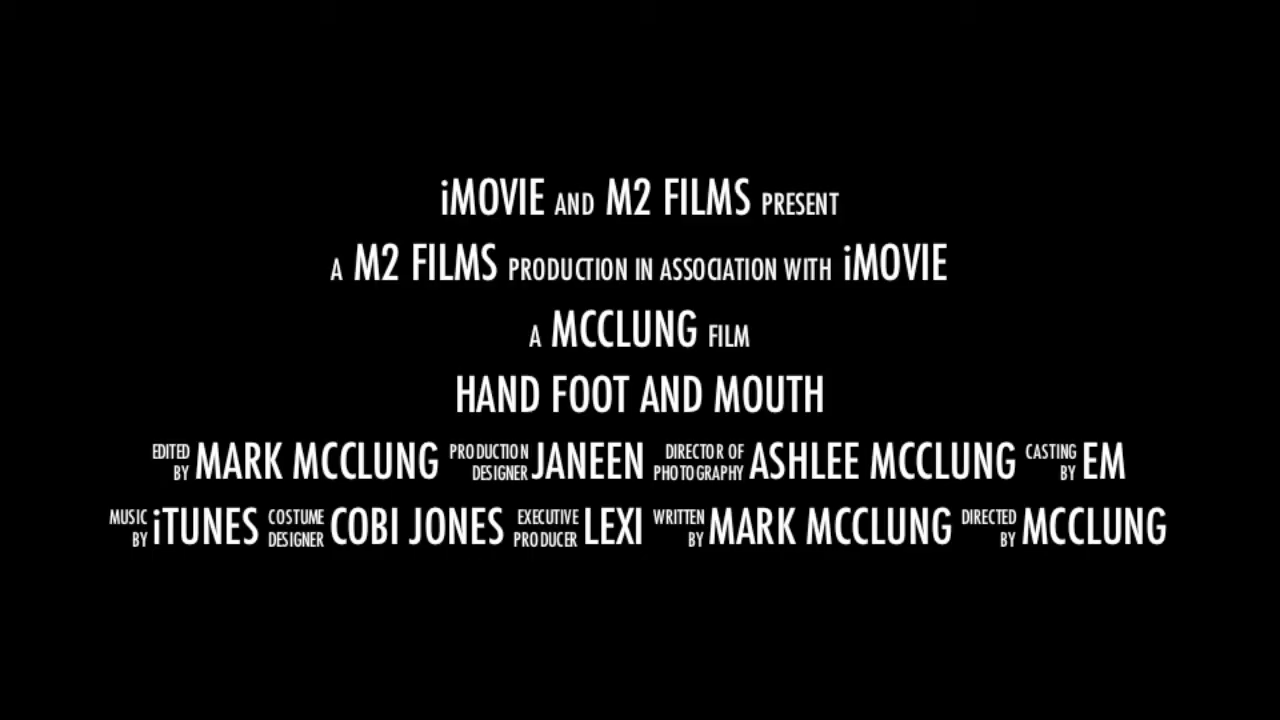 iMOVIE AND M2 FILMS PRESENT
A M2 FILMS PRODUCTION IN ASSOCIATION WITH iMOVIE
A MCCLUNG FILM
HAND FOOT AND MOUTH
EDITED BY MARK MCCLUNG PRODUCTION DESIGNER JANEEN DIRECTOR OF PHOTOGRAPHY ASHLEE MCCLUNG CASTING BY EM
MUSIC BY iTUNES COSTUME DESIGNER COBI JONES EXECUTIVE PRODUCER LEXI WRITTEN BY MARK MCCLUNG DIRECTED BY MCCLUNG